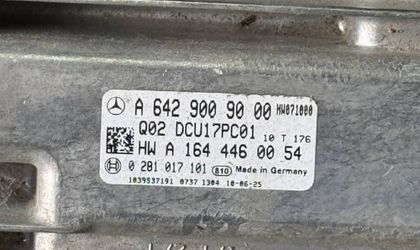 A 642 900 90 00 HW071000
Q02 DCU17PC01 10 T 176
HW A 164 446 00 54
0 281 017 101 810 Made in Germany
1039S37191 0737 1304 10-06-25